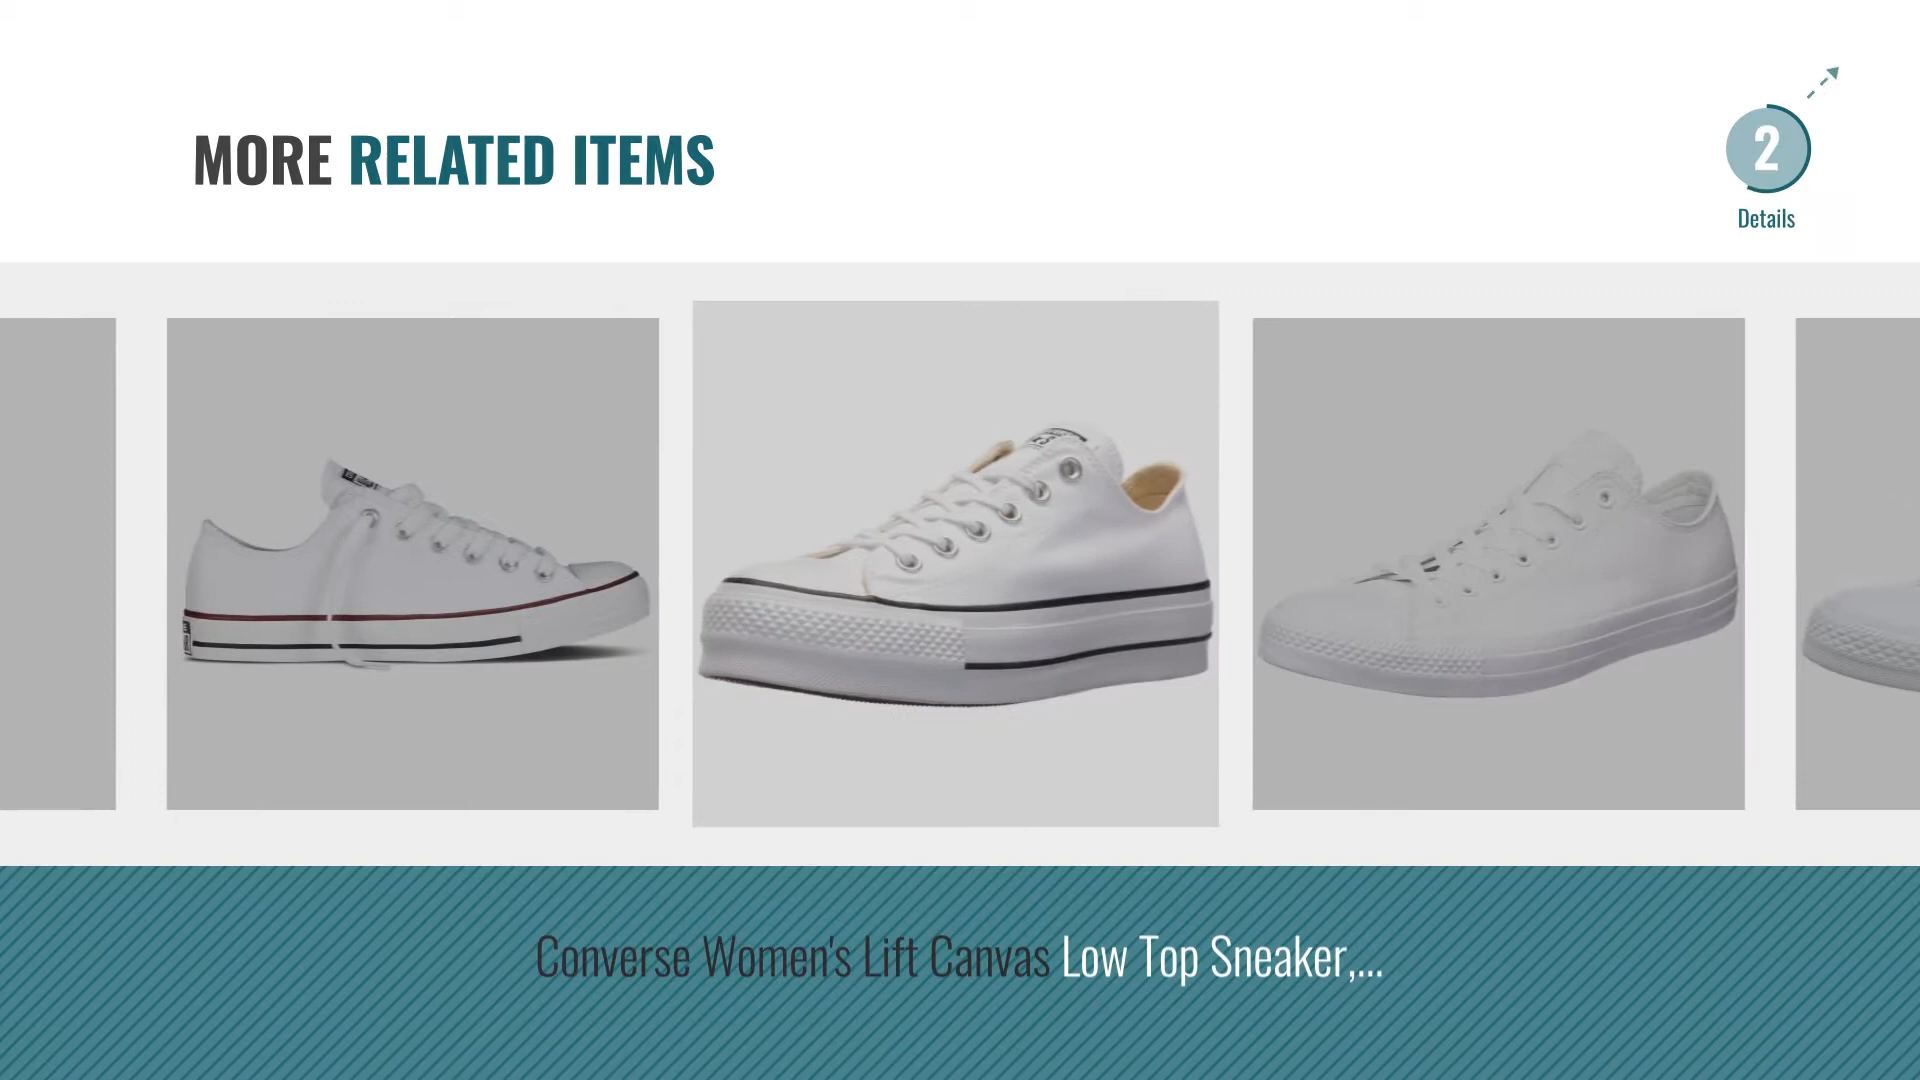 MORE RELATED ITEMS
2
Details
Converse Women's Lift Canvas Low Top Sneaker,...